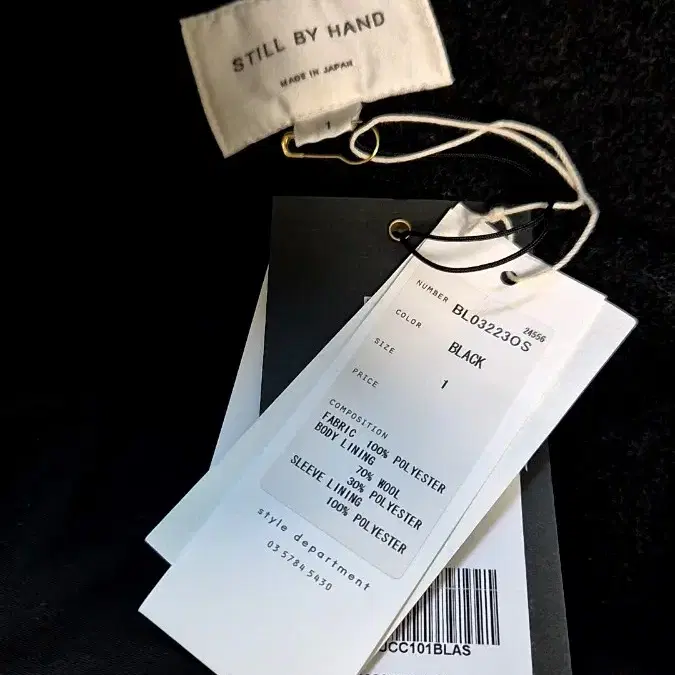 STILL BY HAND
MADE IN JAPAN
1
NUMBER BL03223OS 24556
COLOR BLACK
SIZE 1
PRICE
COMPOSITION
FABRIC 100% POLYESTER
BODY LINING
70% WOOL
30% POLYESTER
SLEEVE LINING
100% POLYESTER
style department
03 5784 5430
JCC101BLAS